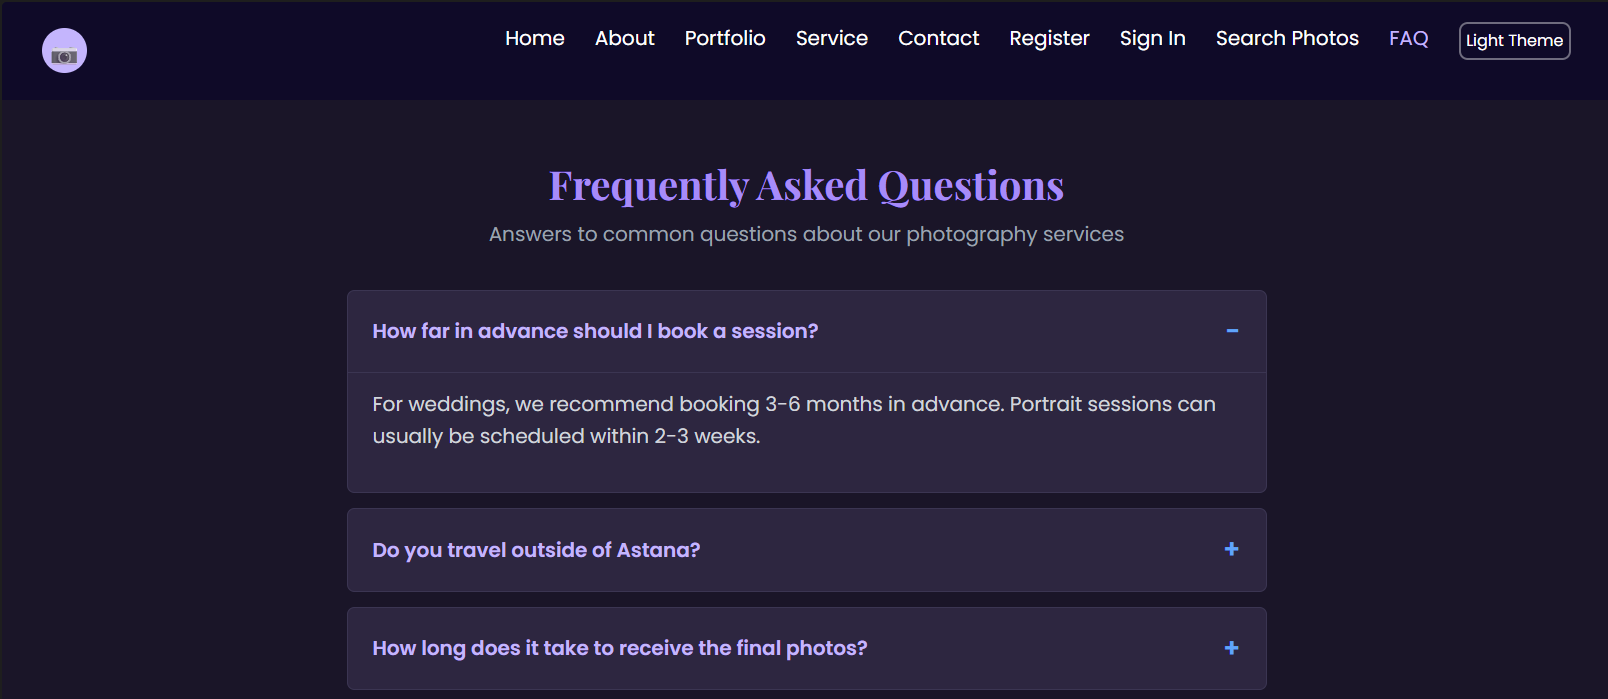 Home About Portfolio Service Contact Register Sign In Search Photos FAQ Light Theme
Frequently Asked Questions
Answers to common questions about our photography services
How far in advance should I book a session? −
For weddings, we recommend booking 3-6 months in advance. Portrait sessions can
usually be scheduled within 2-3 weeks.
Do you travel outside of Astana? +
How long does it take to receive the final photos? +